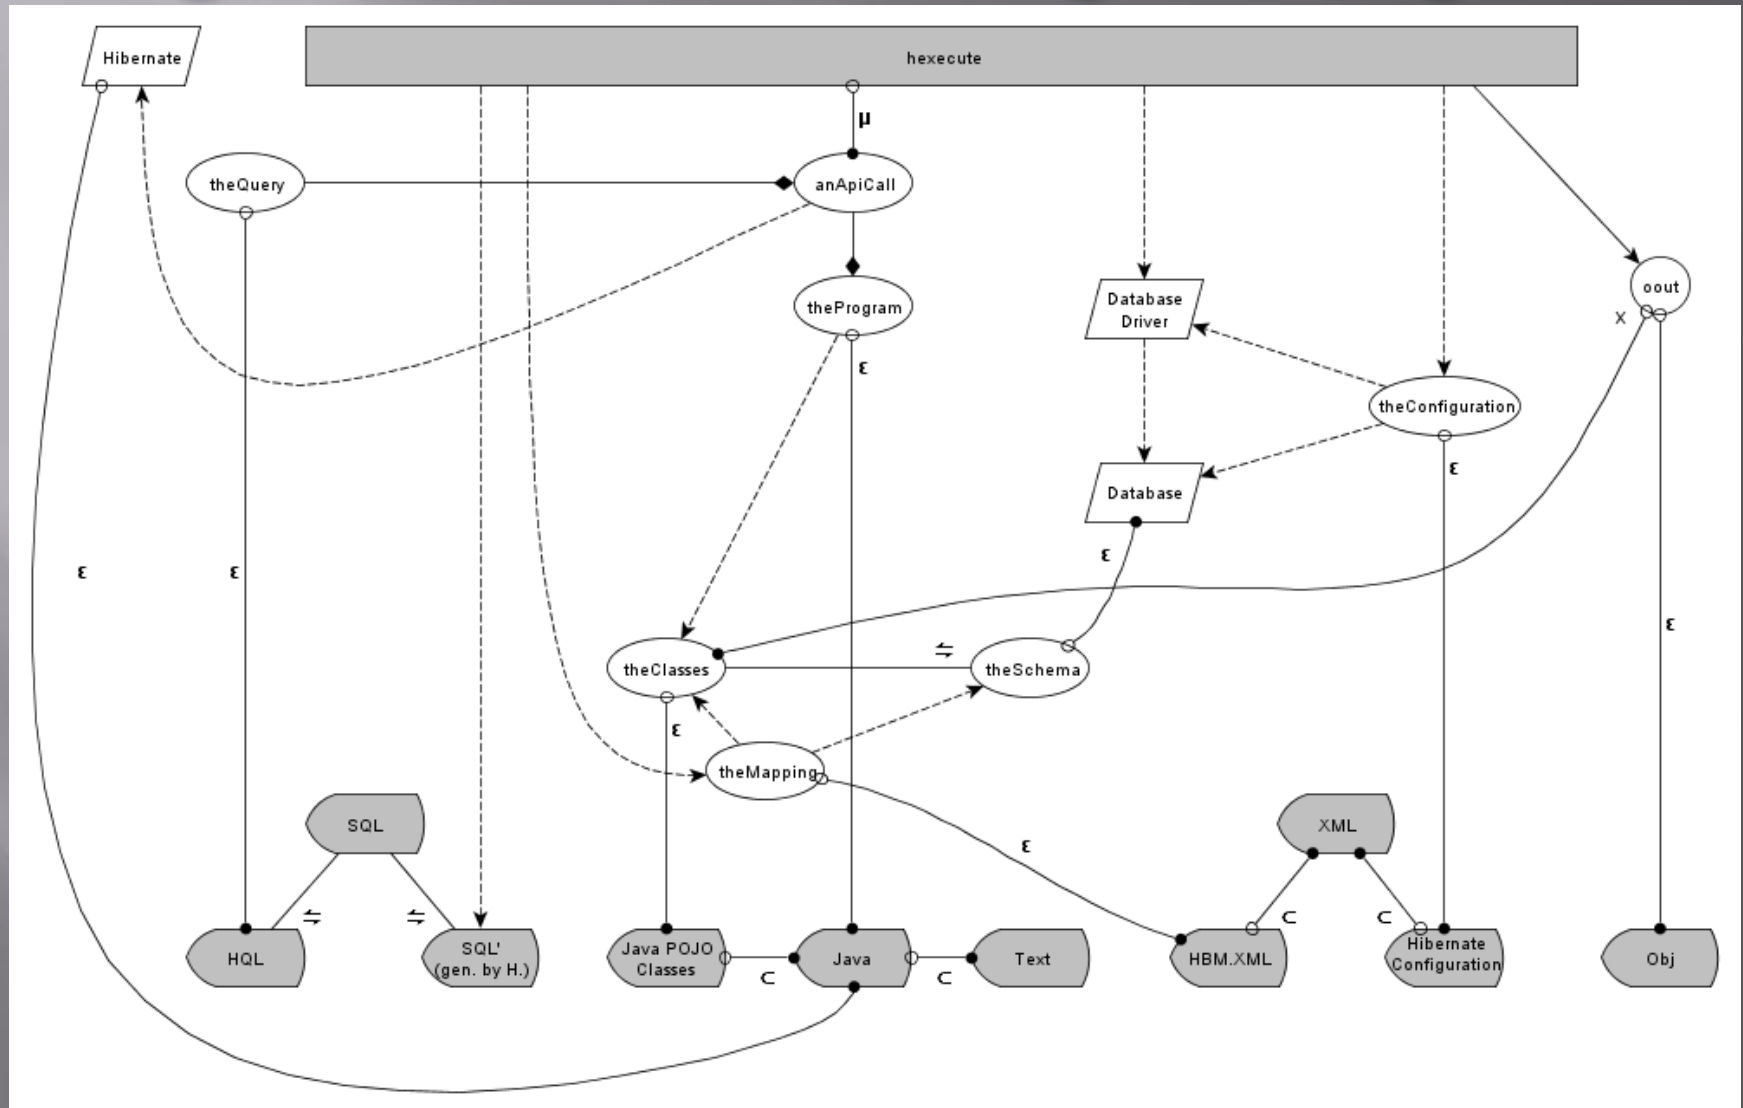 Hibernate
hexecute
µ
theQuery
anApiCall
theProgram
ε
Database
Driver
oout
x
theConfiguration
ε
Database
ε
ε
ε
ε
theClasses
⇋
theSchema
ε
theMapping
SQL
XML
ε
⇋
⇋
⊂
⊂
HQL
SQL'
(gen. by H.)
Java POJO
Classes
⊂
Java
⊂
Text
HBM.XML
Hibernate
Configuration
Obj